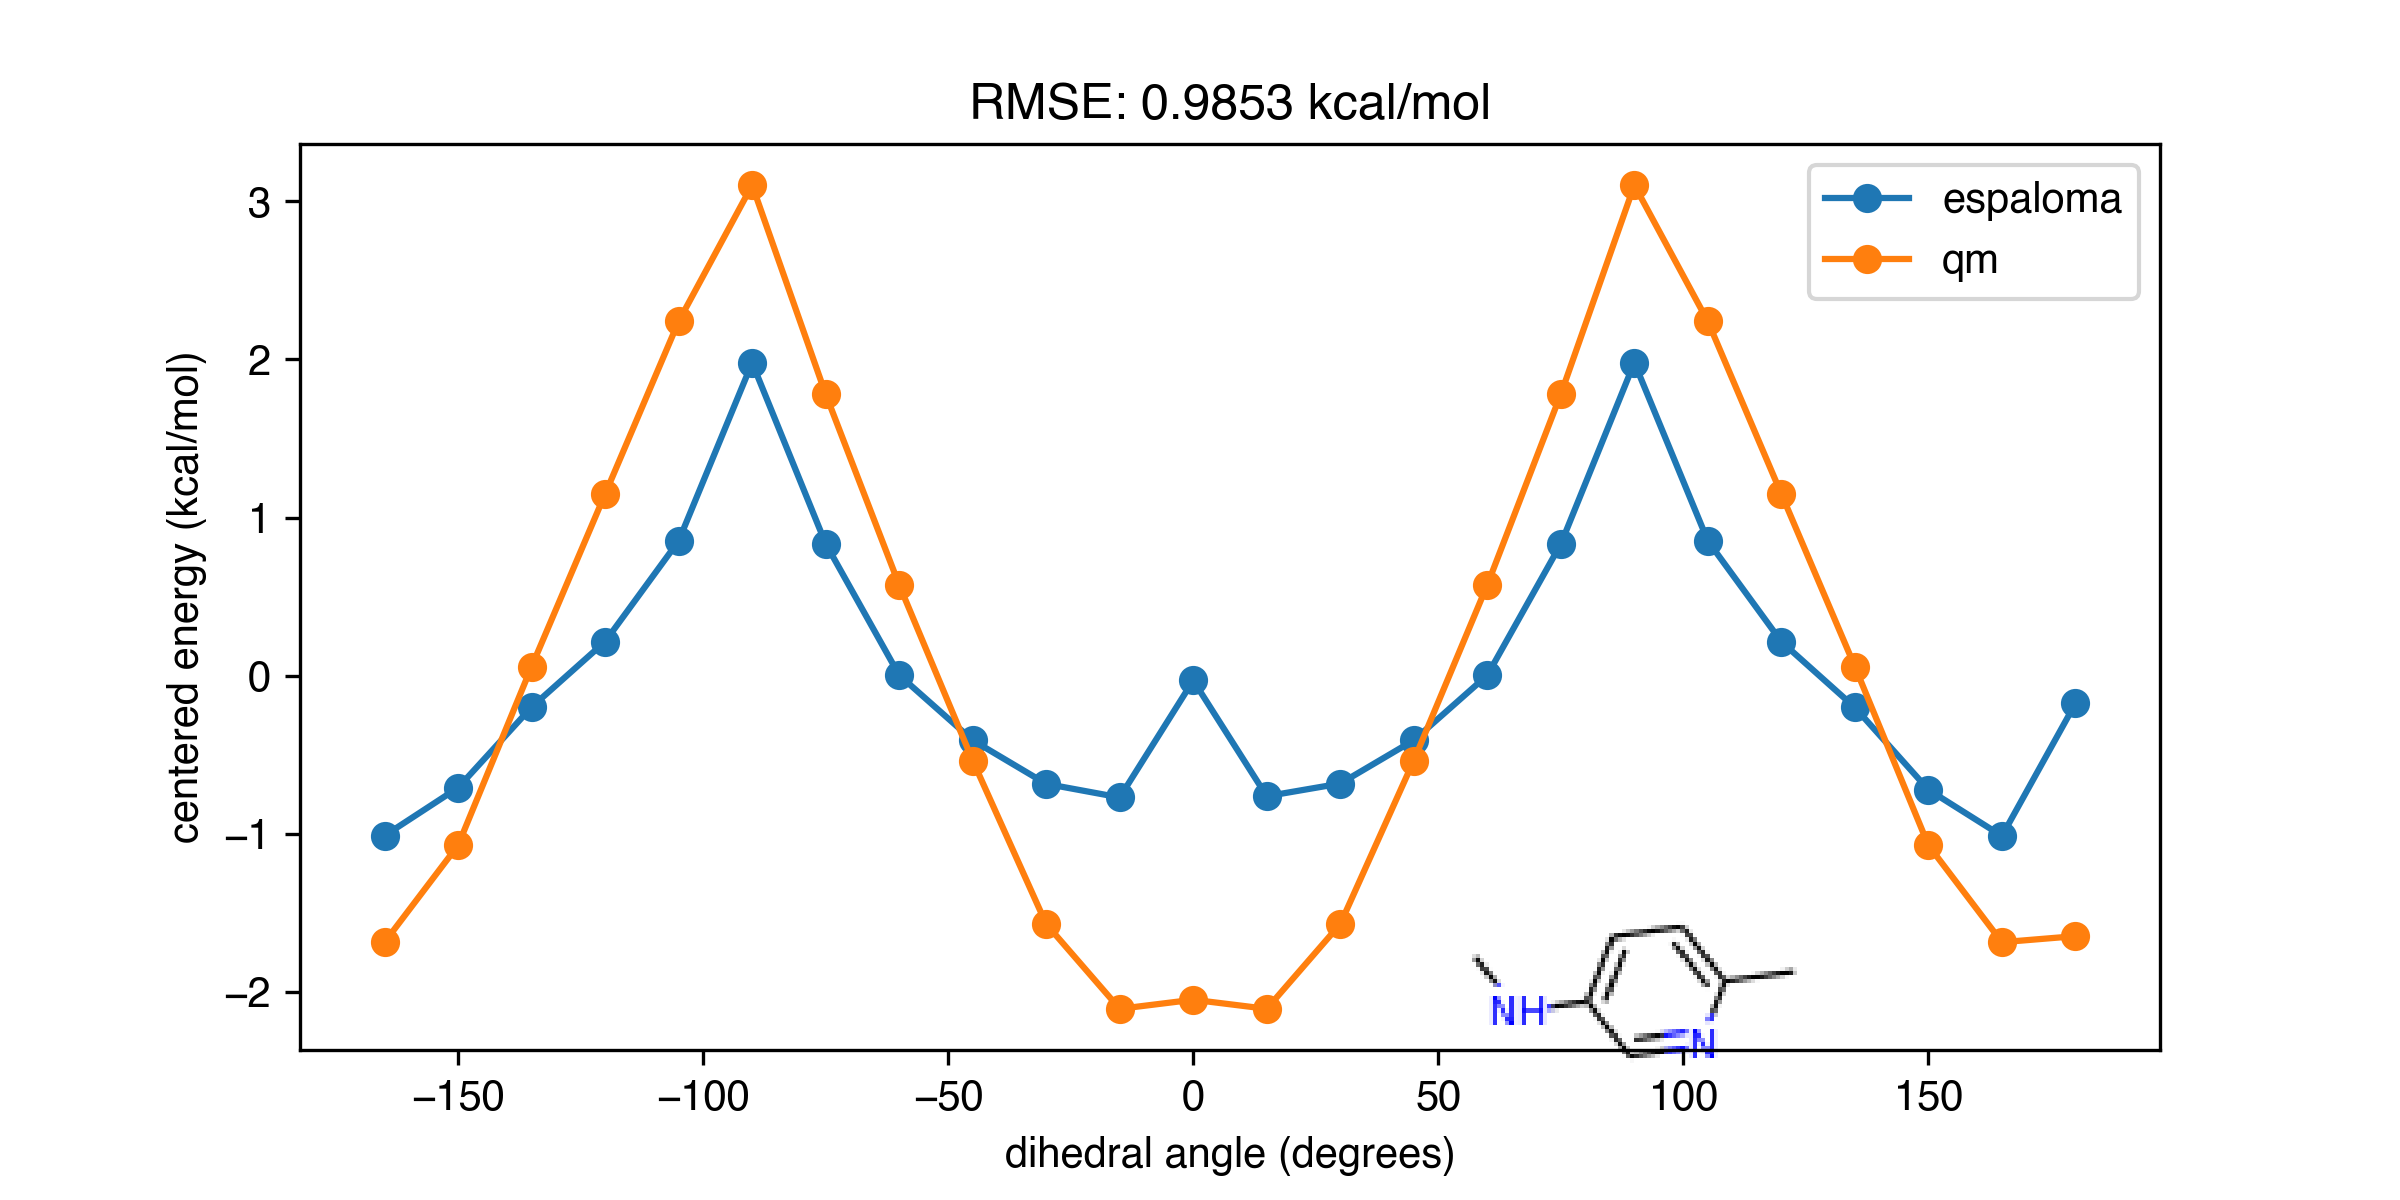 RMSE: 0.9853 kcal/mol
espaloma
qm
centered energy (kcal/mol)
3
2
1
0
−1
−2
NH
N
−150
−100
−50
0
50
100
150
dihedral angle (degrees)